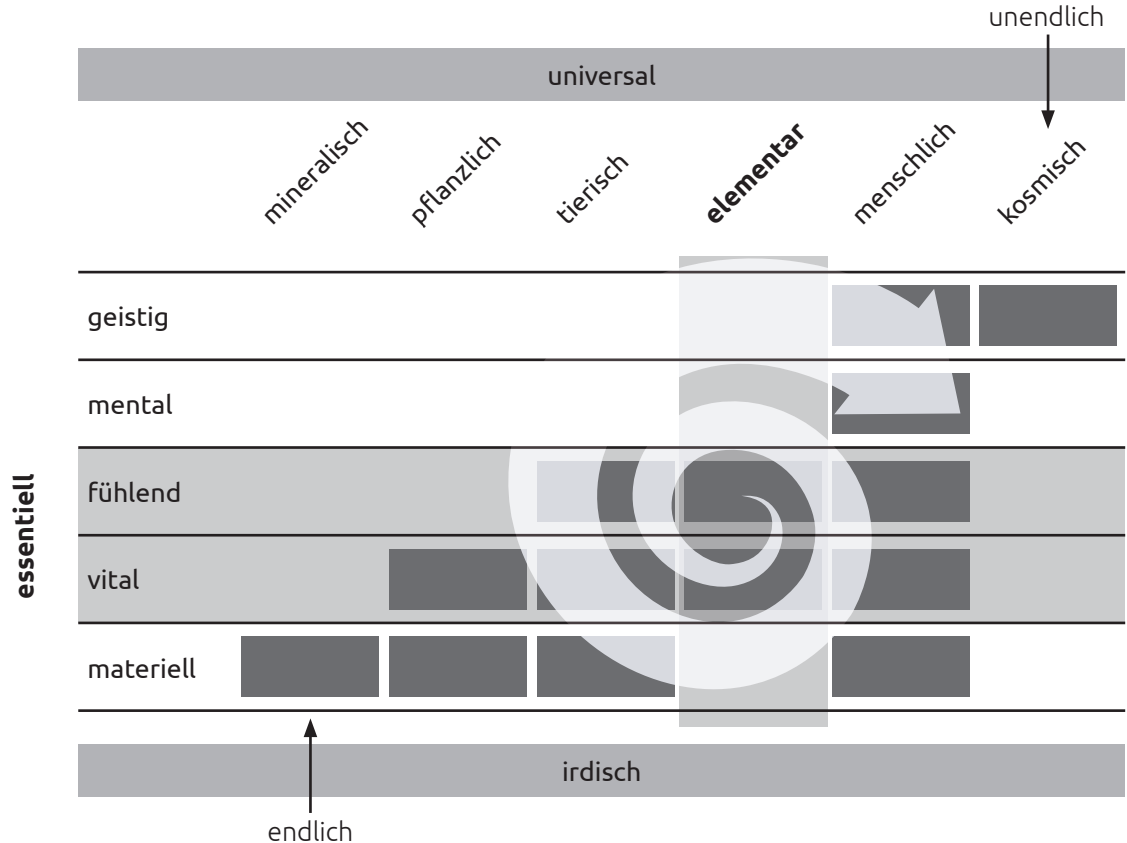 unendlich
universal
mineralisch
pflanzlich
tierisch
elementar
menschlich
kosmisch
geistig
mental
fühlend
vital
materiell
essentiell
irdisch
endlich